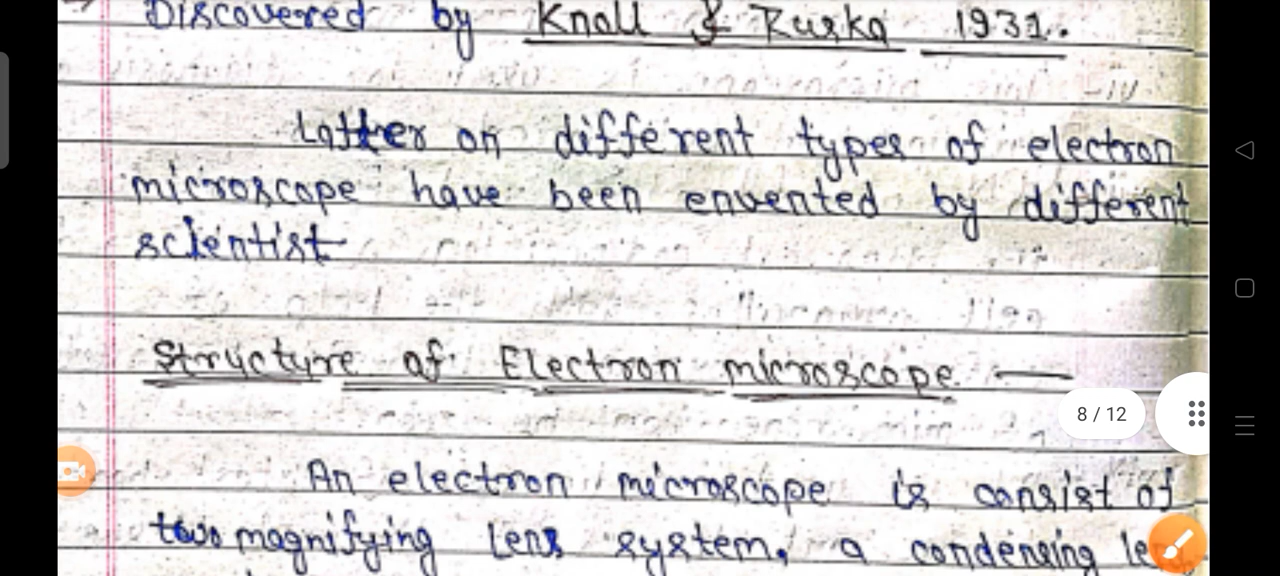 Discovered by Knoll & Ruska 1931.
Latter on different types of electron
microscope have been envented by different
scientist
Structure of Electron microscope —
8 / 12
An electron microscope is consist of
two magnifying lens system, a condensing